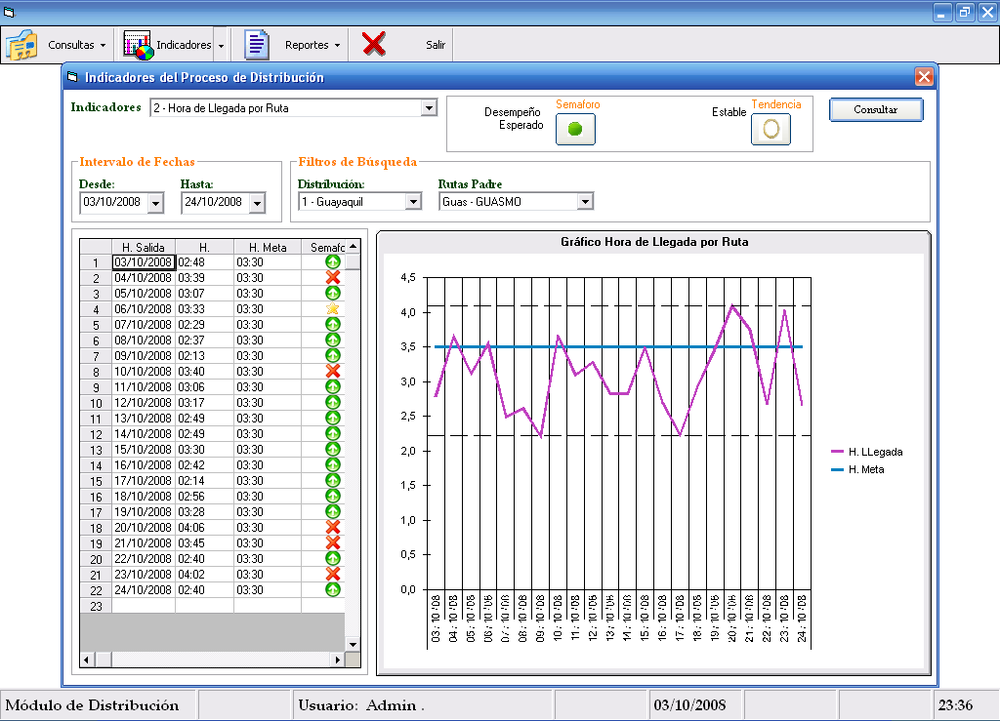 Consultas
Indicadores
Reportes
Salir
Indicadores del Proceso de Distribución
Indicadores
2 - Hora de Llegada por Ruta
Desempeño
Esperado
Semaforo
Estable
Tendencia
Consultar
Intervalo de Fechas
Desde:
Hasta:
03/10/2008
24/10/2008
Filtros de Búsqueda
Distribución:
Rutas Padre
1 - Guayaquil
Guas - GUASMO
H. Salida H. H. Meta Semafo
1 03/10/2008 02:48 03:30
2 04/10/2008 03:39 03:30
3 05/10/2008 03:07 03:30
4 06/10/2008 03:33 03:30
5 07/10/2008 02:29 03:30
6 08/10/2008 02:37 03:30
7 09/10/2008 02:13 03:30
8 10/10/2008 03:40 03:30
9 11/10/2008 03:06 03:30
10 12/10/2008 03:17 03:30
11 13/10/2008 02:49 03:30
12 14/10/2008 02:49 03:30
13 15/10/2008 03:30 03:30
14 16/10/2008 02:42 03:30
15 17/10/2008 02:14 03:30
16 18/10/2008 02:56 03:30
17 19/10/2008 03:28 03:30
18 20/10/2008 04:06 03:30
19 21/10/2008 03:45 03:30
20 22/10/2008 02:40 03:30
21 23/10/2008 04:02 03:30
22 24/10/2008 02:40 03:30
23
Gráfico Hora de Llegada por Ruta
4,5
4,0
3,5
3,0
2,5
2,0
1,5
1,0
0,5
0,0
03/10/08
04/10/08
05/10/08
06/10/08
07/10/08
08/10/08
09/10/08
10/10/08
11/10/08
12/10/08
13/10/08
14/10/08
15/10/08
16/10/08
17/10/08
18/10/08
19/10/08
20/10/08
21/10/08
22/10/08
23/10/08
24/10/08
H. LLegada
H. Meta
Módulo de Distribución
Usuario: Admin .
03/10/2008
23:36